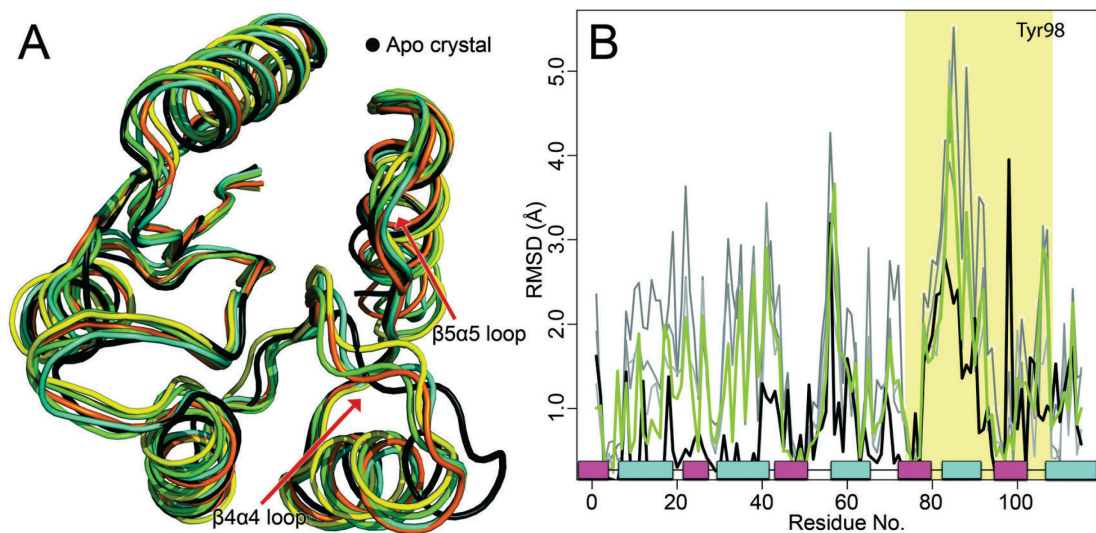 A
● Apo crystal
β5α5 loop
β4α4 loop
B
Tyr98
RMSD (Å)
5.0
4.0
3.0
2.0
1.0
0
20
40
60
80
100
Residue No.